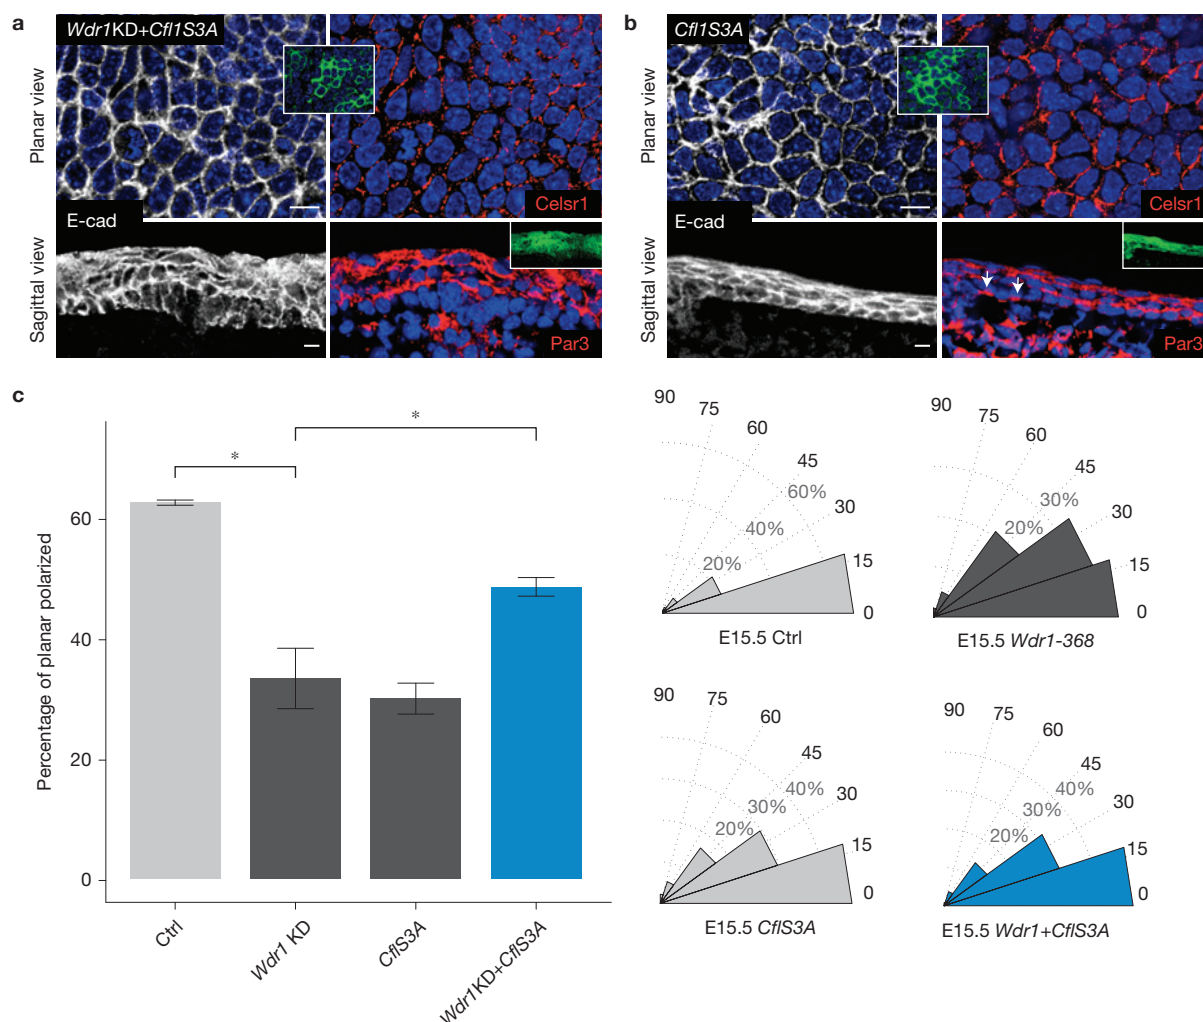 a
Wdr1KD+Cfl1S3A
Planar view
Celsr1
E-cad
Sagittal view
Par3
b
Cfl1S3A
Planar view
Celsr1
E-cad
Sagittal view
Par3
c
Percentage of planar polarized
60
40
20
0
*
*
Ctrl
Wdr1 KD
CflS3A
Wdr1KD+CflS3A
90
75
60
45
60%
30
40%
20%
15
0
E15.5 Ctrl
90
75
60
45
30%
30
20%
15
0
E15.5 Wdr1-368
90
75
60
45
40%
30
30%
20%
15
0
E15.5 CflS3A
90
75
60
45
40%
30
30%
20%
15
0
E15.5 Wdr1+CflS3A